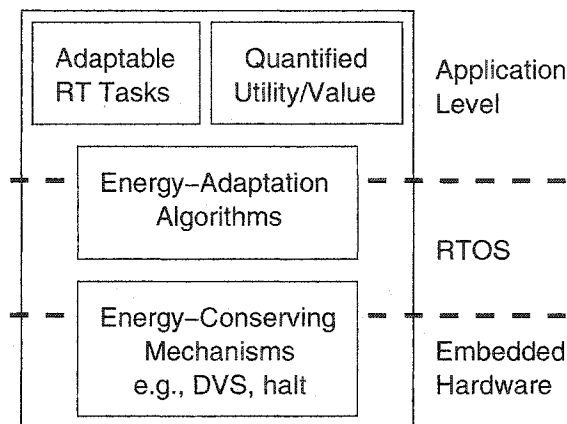 Adaptable
RT Tasks
Quantified
Utility/Value
Application
Level
Energy–Adaptation
Algorithms
RTOS
Energy–Conserving
Mechanisms
e.g., DVS, halt
Embedded
Hardware